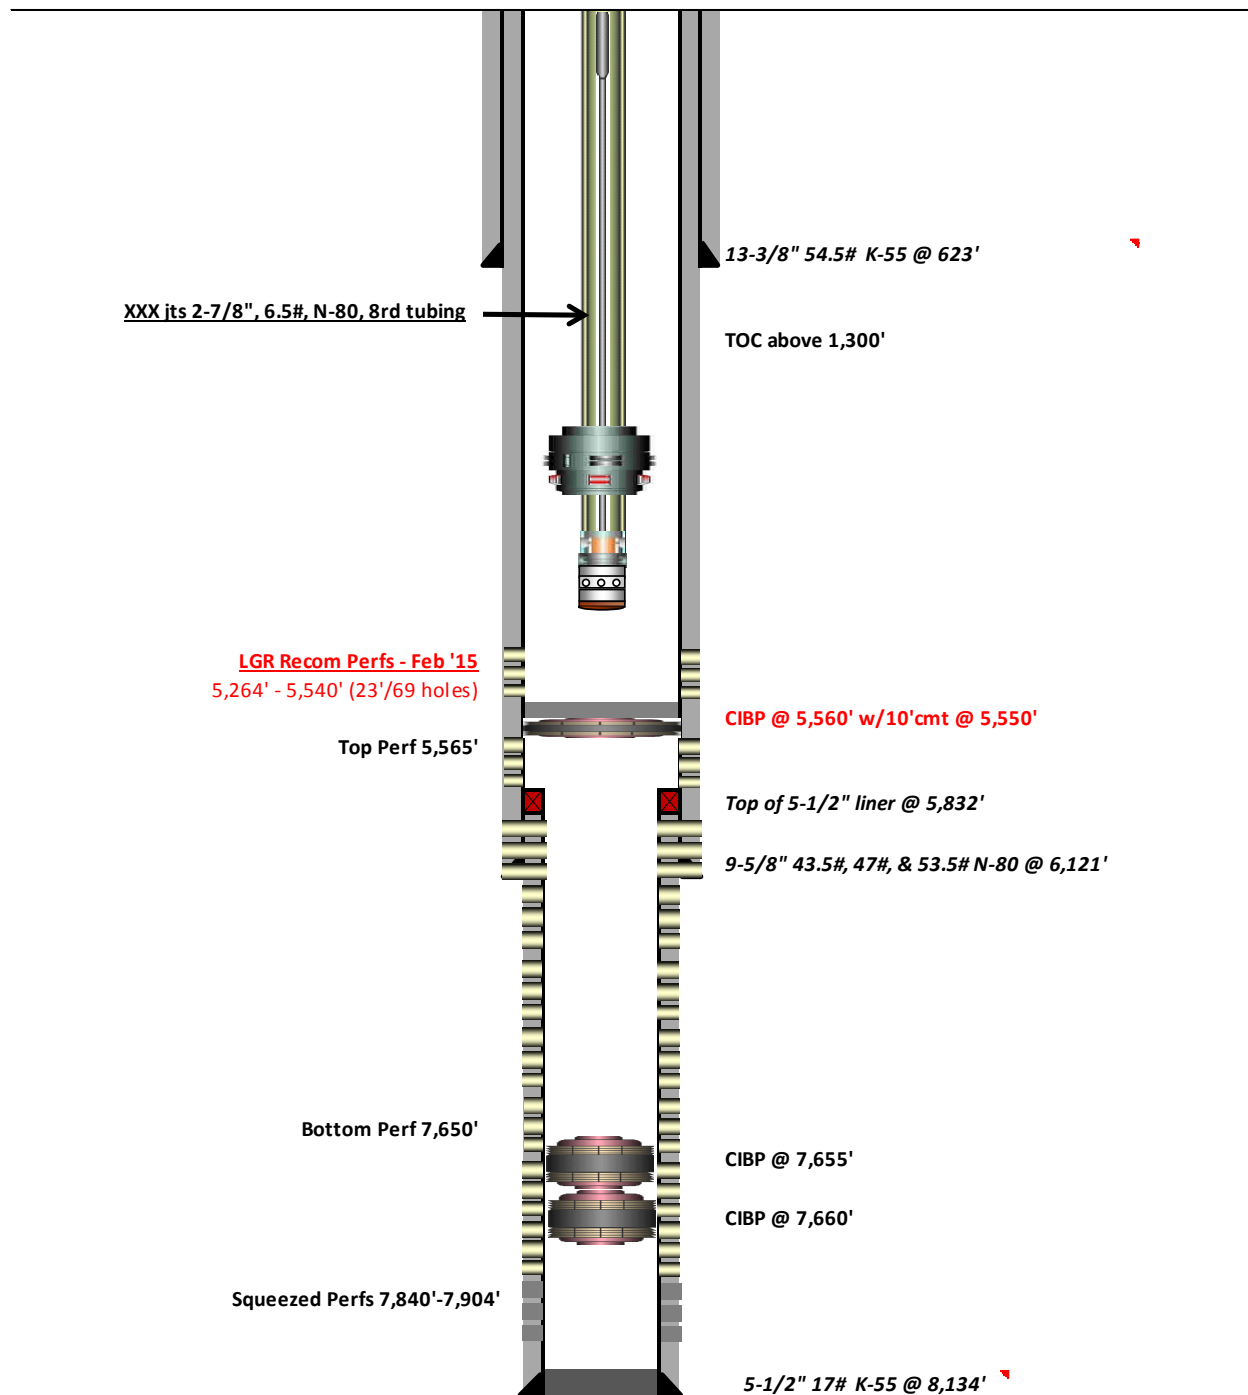 13-3/8" 54.5# K-55 @ 623'
XXX jts 2-7/8", 6.5#, N-80, 8rd tubing
TOC above 1,300'
LGR Recom Perfs - Feb '15
5,264' - 5,540' (23'/69 holes)
CIBP @ 5,560' w/10'cmt @ 5,550'
Top Perf 5,565'
Top of 5-1/2" liner @ 5,832'
9-5/8" 43.5#, 47#, & 53.5# N-80 @ 6,121'
Bottom Perf 7,650'
CIBP @ 7,655'
CIBP @ 7,660'
Squeezed Perfs 7,840'-7,904'
5-1/2" 17# K-55 @ 8,134'